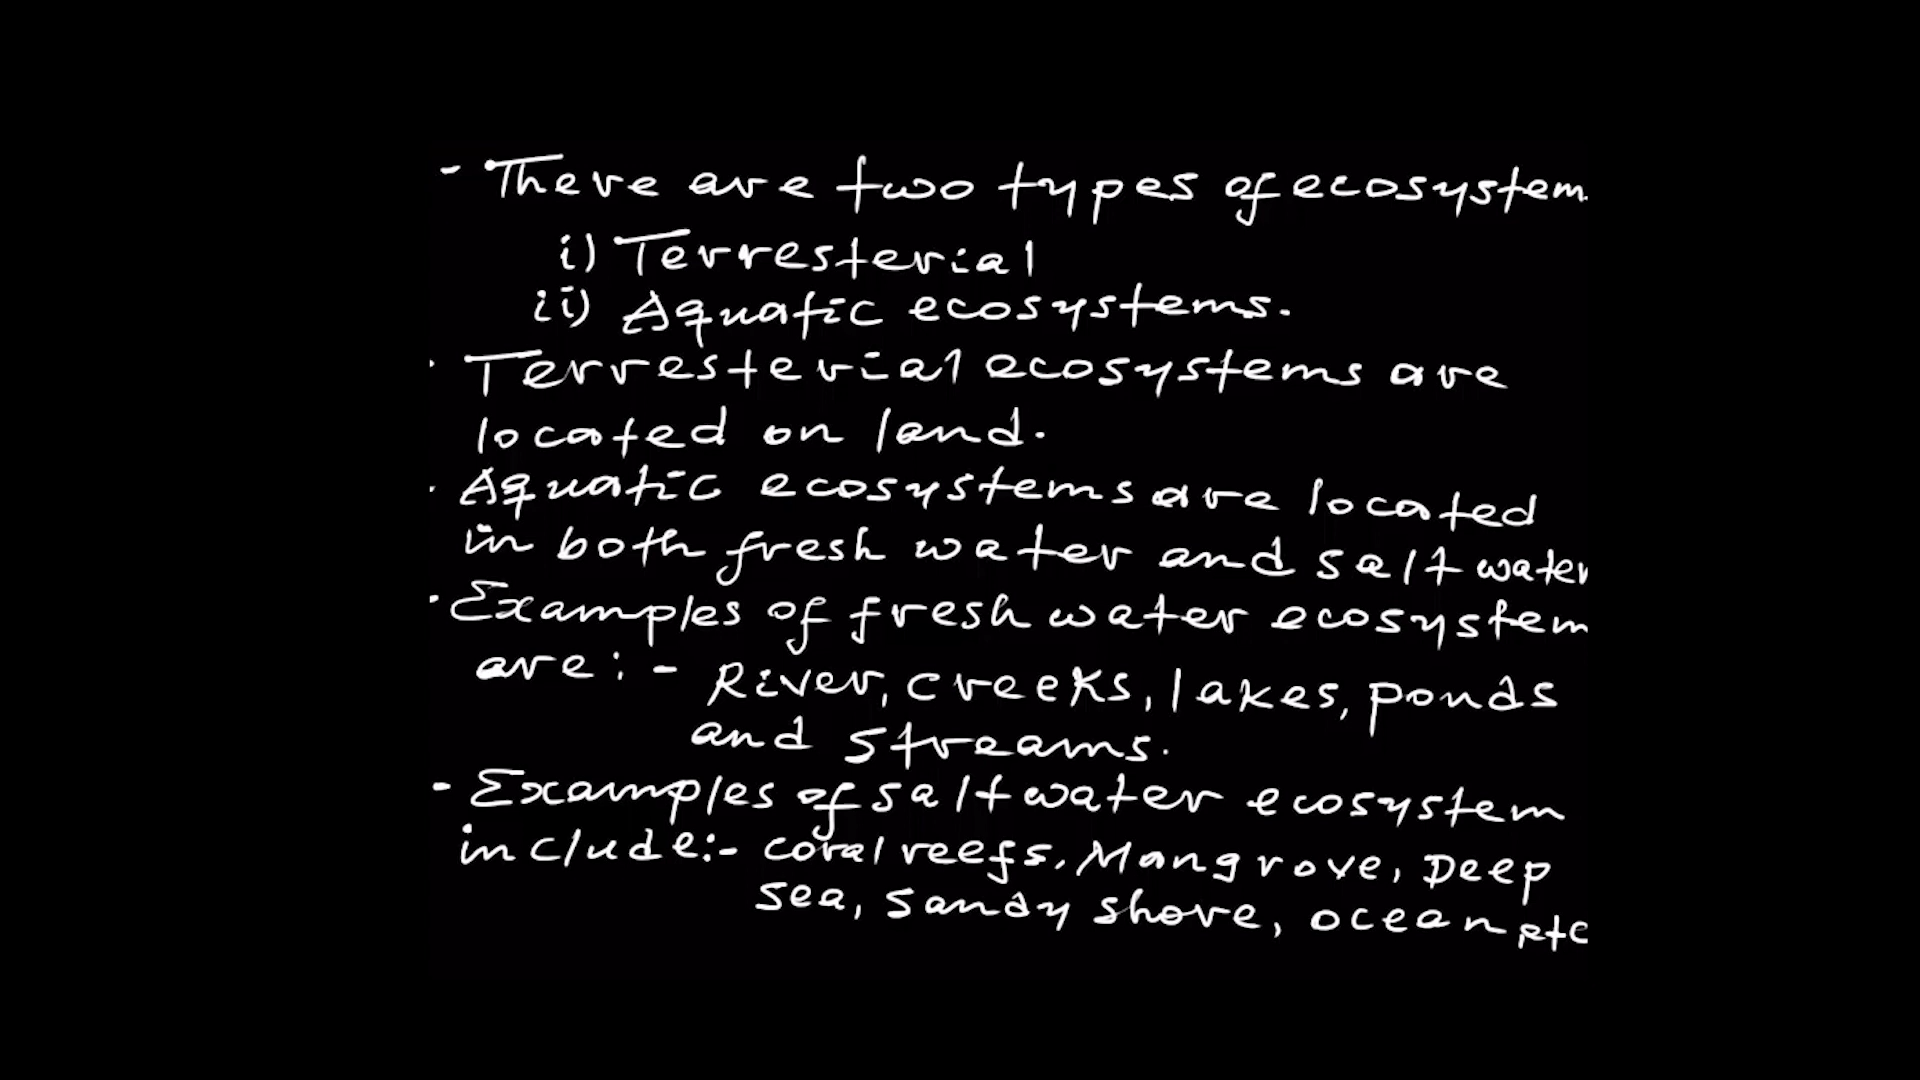 - There are two types of ecosystem.
i) Terresterial
ii) Aquatic ecosystems.
· Terresterial ecosystems are
located on land.
· Aquatic ecosystems are located
in both fresh water and salt water
· Examples of fresh water ecosystem
are:- River, creeks, lakes, ponds
and streams.
- Examples of salt water ecosystem
include:- coral reefs, Mangrove, Deep
sea, sandy shore, ocean etc